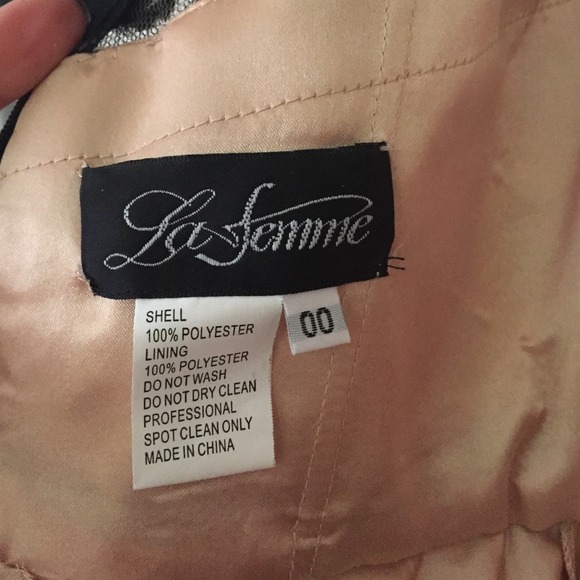 La Femme
00
SHELL
100% POLYESTER
LINING
100% POLYESTER
DO NOT WASH
DO NOT DRY CLEAN
PROFESSIONAL
SPOT CLEAN ONLY
MADE IN CHINA